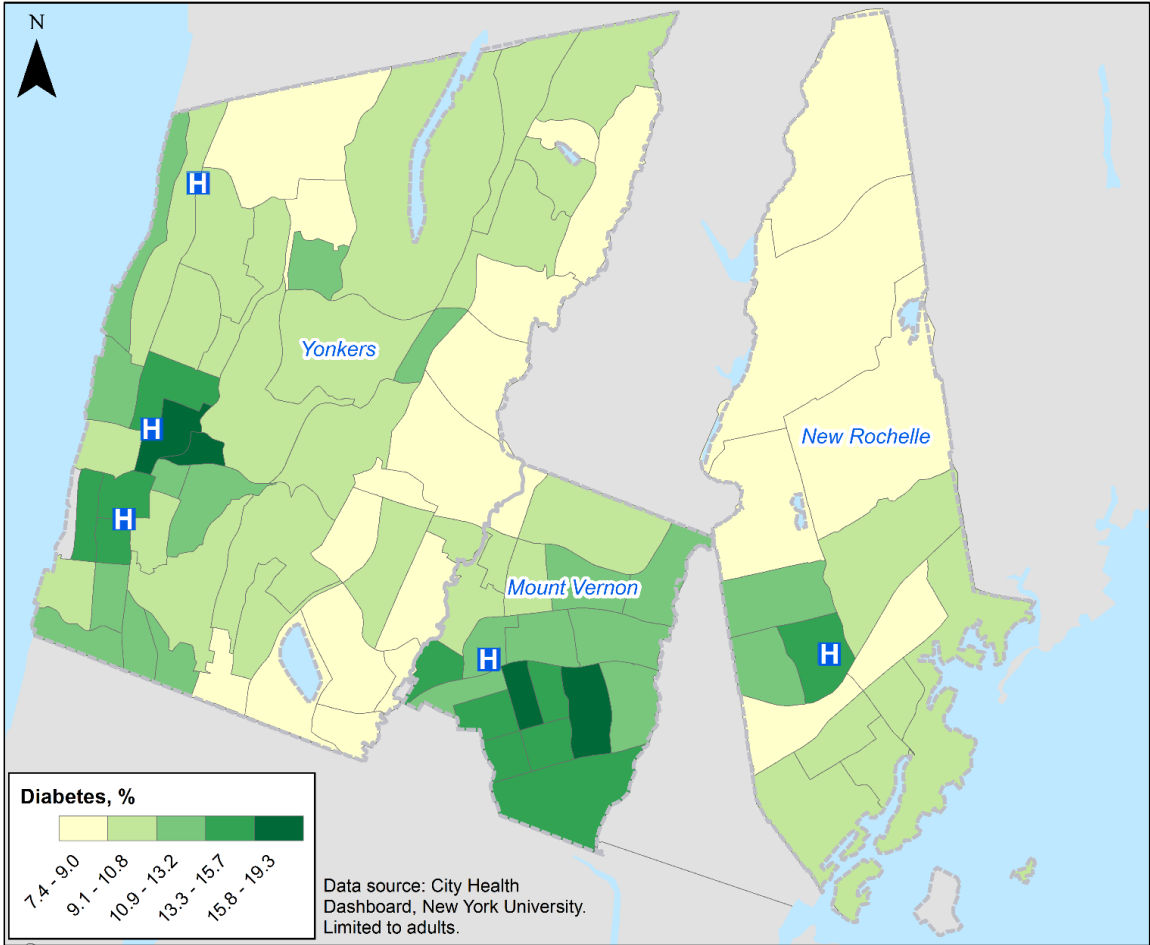 N
H
Yonkers
H
New Rochelle
H
Mount Vernon
H
H
Diabetes, %
7.4 - 9.0
9.1 - 10.8
10.9 - 13.2
13.3 - 15.7
15.8 - 19.3
Data source: City Health
Dashboard, New York University.
Limited to adults.